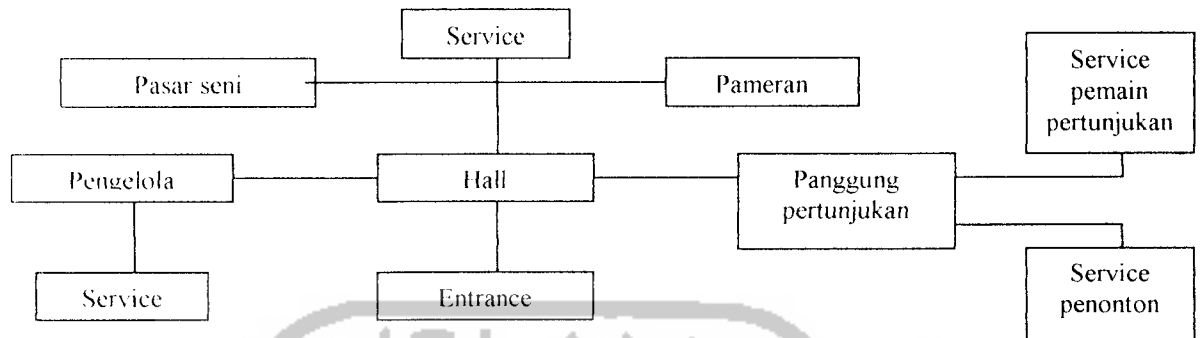 Service
Pasar seni
Pameran
Service
pemain
pertunjukan
Pengelola
Hall
Panggung
pertunjukan
Service
Entrance
Service
penonton